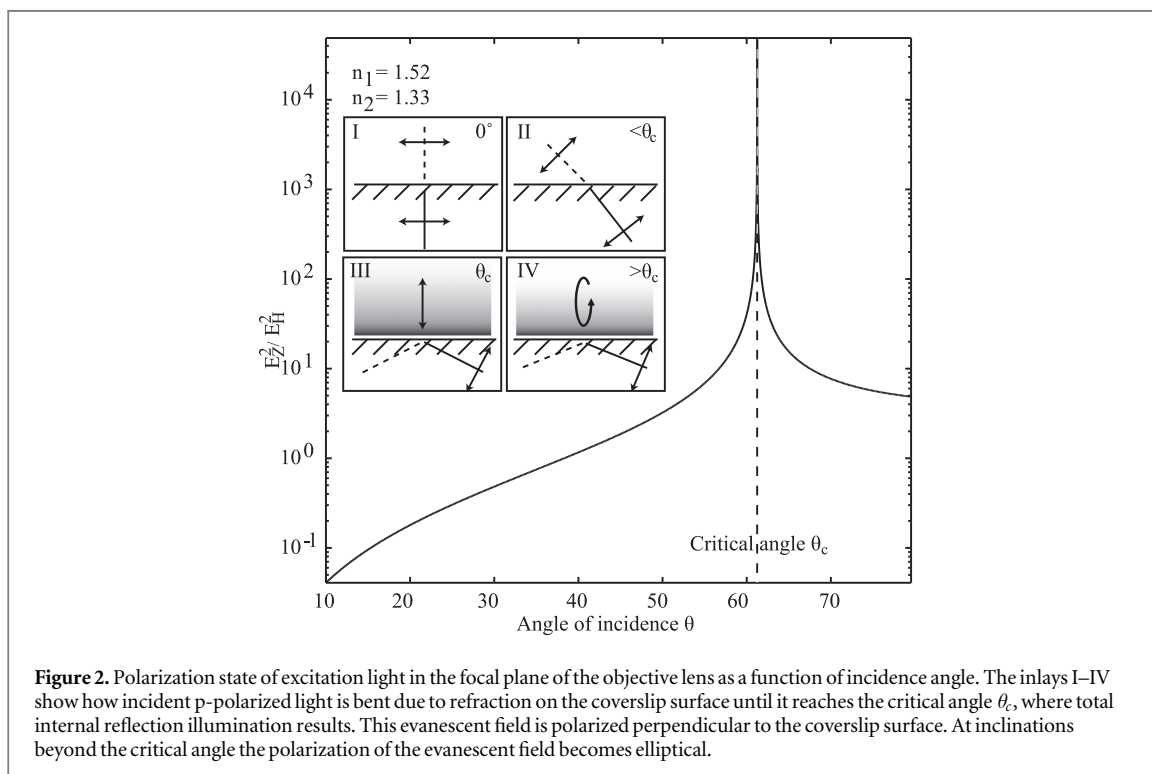 n1 = 1.52
n2 = 1.33
I 0° II <θc
III θc IV >θc
10^4
10^3
10^2
10^1
10^0
10^-1
E_Z^2 / E_H^2
Critical angle θc
10 20 30 40 50 60 70
Angle of incidence θ
Figure 2. Polarization state of excitation light in the focal plane of the objective lens as a function of incidence angle. The inlays I–IV
show how incident p-polarized light is bent due to refraction on the coverslip surface until it reaches the critical angle θc, where total
internal reflection illumination results. This evanescent field is polarized perpendicular to the coverslip surface. At inclinations
beyond the critical angle the polarization of the evanescent field becomes elliptical.